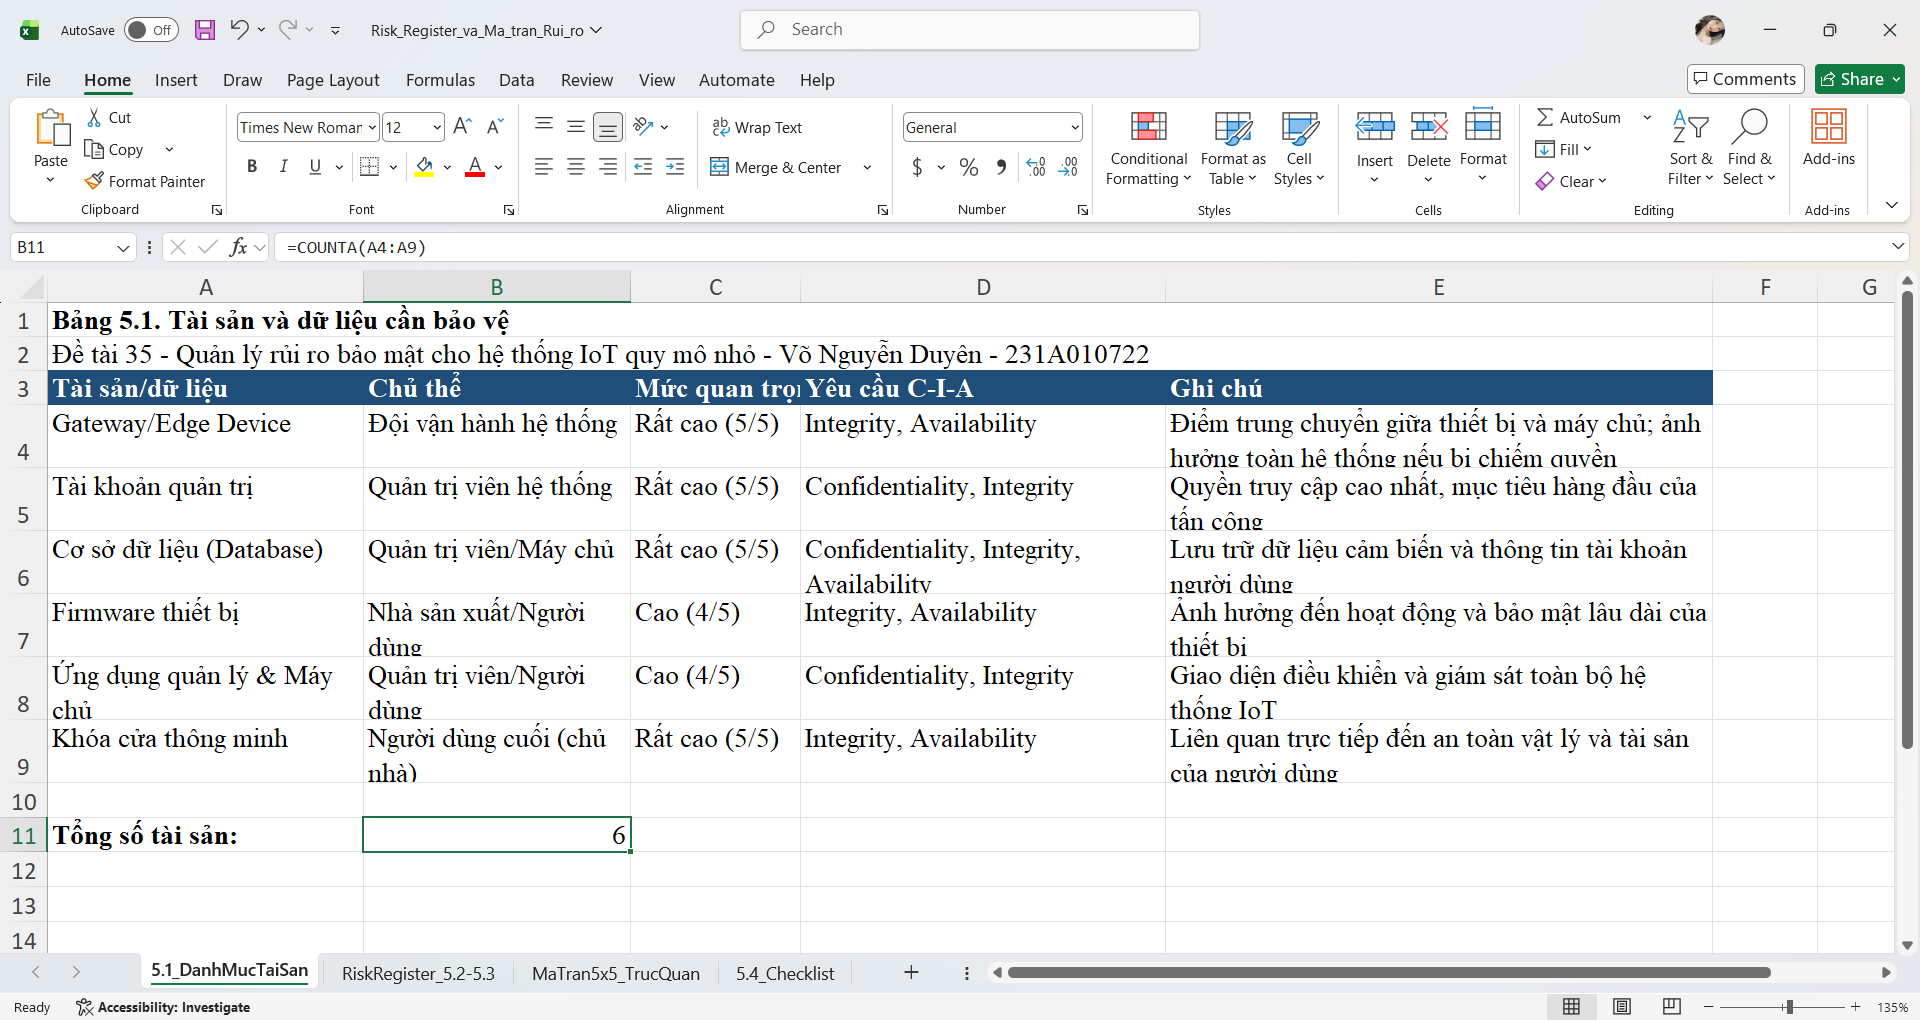 AutoSave Off Risk_Register_va_Ma_tran_Rui_ro Search
File Home Insert Draw Page Layout Formulas Data Review View Automate Help Comments Share
Paste Cut Copy Format Painter Clipboard
Times New Roman 12 B I U A Font
Wrap Text Merge & Center Alignment
General $ % Number
Conditional Formatting Format as Table Cell Styles Styles
Insert Delete Format Cells
AutoSum Fill Clear Sort & Filter Find & Select Editing
Add-ins Add-ins
B11 fx =COUNTA(A4:A9)
A B C D E F G
1 Bảng 5.1. Tài sản và dữ liệu cần bảo vệ
2 Đề tài 35 - Quản lý rủi ro bảo mật cho hệ thống IoT quy mô nhỏ - Võ Nguyễn Duyên - 231A010722
3 Tài sản/dữ liệu Chủ thể Mức quan trọ Yêu cầu C-I-A Ghi chú
4 Gateway/Edge Device Đội vận hành hệ thống Rất cao (5/5) Integrity, Availability Điểm trung chuyển giữa thiết bị và máy chủ; ảnh
hưởng toàn hệ thống nếu bị chiếm quyền
5 Tài khoản quản trị Quản trị viên hệ thống Rất cao (5/5) Confidentiality, Integrity Quyền truy cập cao nhất, mục tiêu hàng đầu của
tấn công
6 Cơ sở dữ liệu (Database) Quản trị viên/Máy chủ Rất cao (5/5) Confidentiality, Integrity, Lưu trữ dữ liệu cảm biến và thông tin tài khoản
Availability người dùng
7 Firmware thiết bị Nhà sản xuất/Người Cao (4/5) Integrity, Availability Ảnh hưởng đến hoạt động và bảo mật lâu dài của
dùng thiết bị
8 Ứng dụng quản lý & Máy Quản trị viên/Người Cao (4/5) Confidentiality, Integrity Giao diện điều khiển và giám sát toàn bộ hệ
chủ dùng thống IoT
9 Khóa cửa thông minh Người dùng cuối (chủ Rất cao (5/5) Integrity, Availability Liên quan trực tiếp đến an toàn vật lý và tài sản
nhà) của người dùng
10
11 Tổng số tài sản: 6
12
13
14
5.1_DanhMucTaiSan RiskRegister_5.2-5.3 MaTran5x5_TrucQuan 5.4_Checklist
Ready Accessibility: Investigate 135%